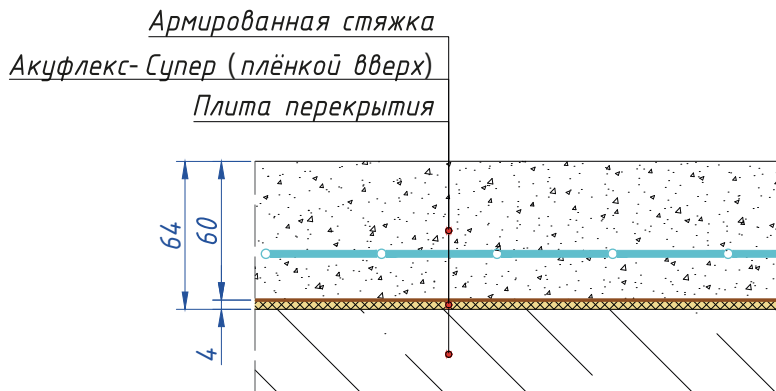 Армированная стяжка
Акуфлекс-Супер (плёнкой вверх)
Плита перекрытия
64
60
4